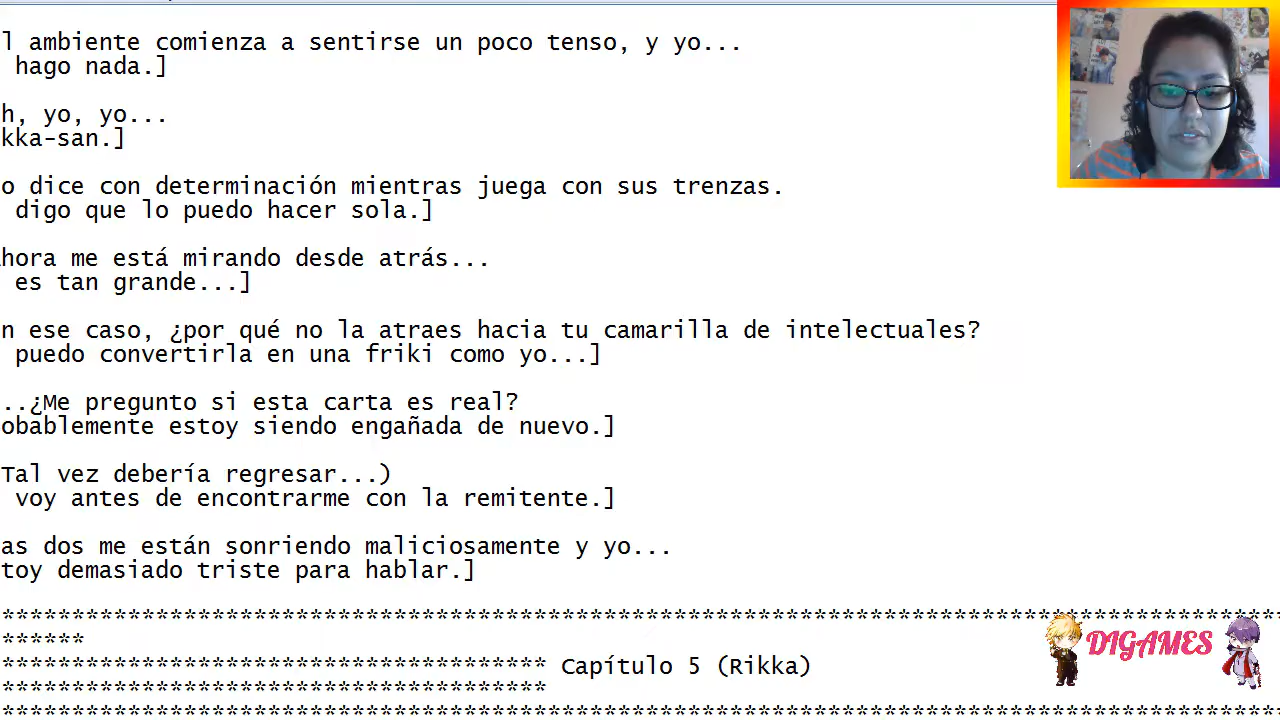 l ambiente comienza a sentirse un poco tenso, y yo...
hago nada.]
h, yo, yo...
kka-san.]
o dice con determinación mientras juega con sus trenzas.
digo que lo puedo hacer sola.]
hora me está mirando desde atrás...
es tan grande...]
n ese caso, ¿por qué no la atraes hacia tu camarilla de intelectuales?
puedo convertirla en una friki como yo...]
..¿Me pregunto si esta carta es real?
obablemente estoy siendo engañada de nuevo.]
Tal vez debería regresar...)
voy antes de encontrarme con la remitente.]
as dos me están sonriendo maliciosamente y yo...
toy demasiado triste para hablar.]
*******************************************************************************************
******
*************************************** Capítulo 5 (Rikka)
***************************************
*******************************************************************************************
DIGAMES